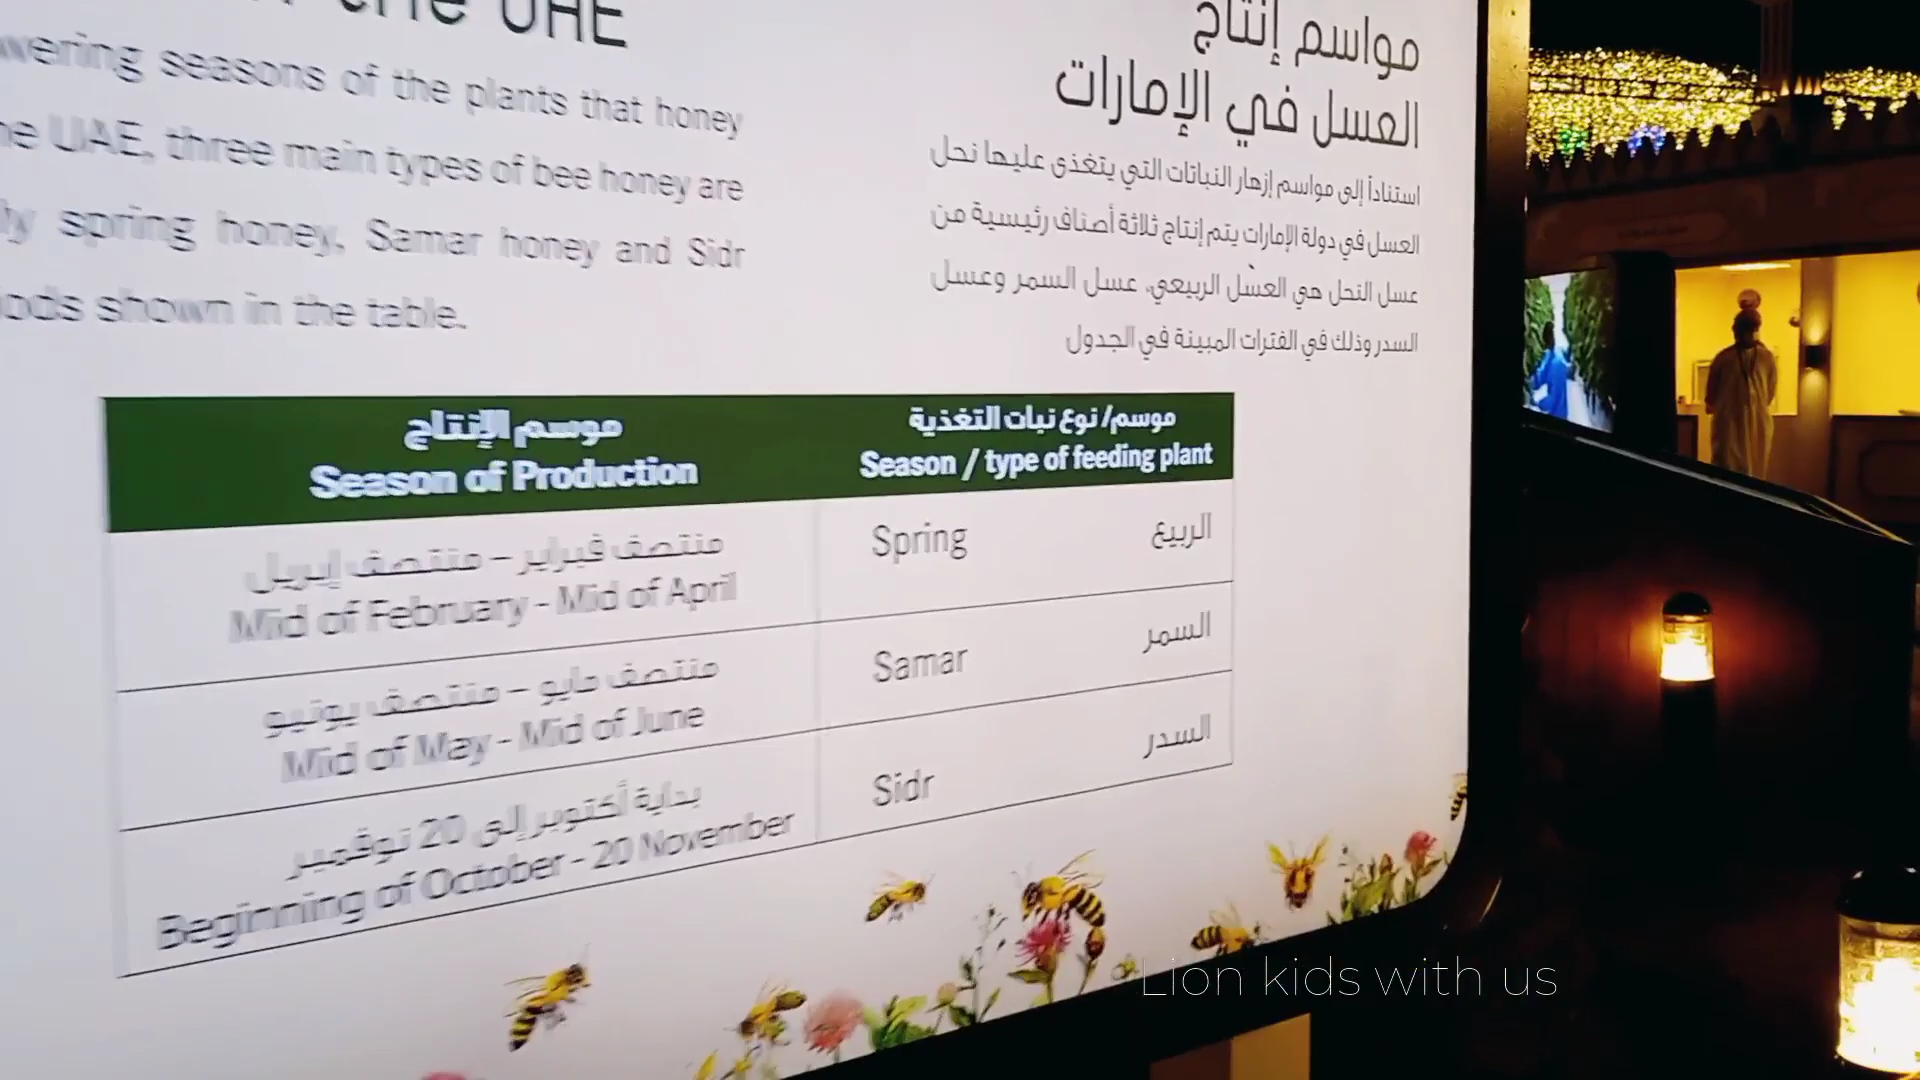 the UAE
seasons of the plants that honey
UAE, three main types of bee honey are
spring honey, Samar honey and Sidr
shown in the table.
مواسم إنتاج
العسل في الإمارات
استناداً إلى مواسم إزهار النباتات التي يتغذى عليها نحل
العسل في دولة الإمارات يتم إنتاج ثلاثة أصناف رئيسية من
عسل النحل هي العسل الربيعي، عسل السمر وعسل
السدر وذلك في الفترات المبينة في الجدول
موسم الإنتاج
Season of Production
موسم/ نوع نبات التغذية
Season / type of feeding plant
منتصف فبراير – منتصف إبريل
Mid of February - Mid of April
Spring الربيع
منتصف مايو – منتصف يونيو
Mid of May - Mid of June
Samar السمر
بداية أكتوبر إلى 20 نوفمبر
Beginning of October - 20 November
Sidr السدر
Lion kids with us